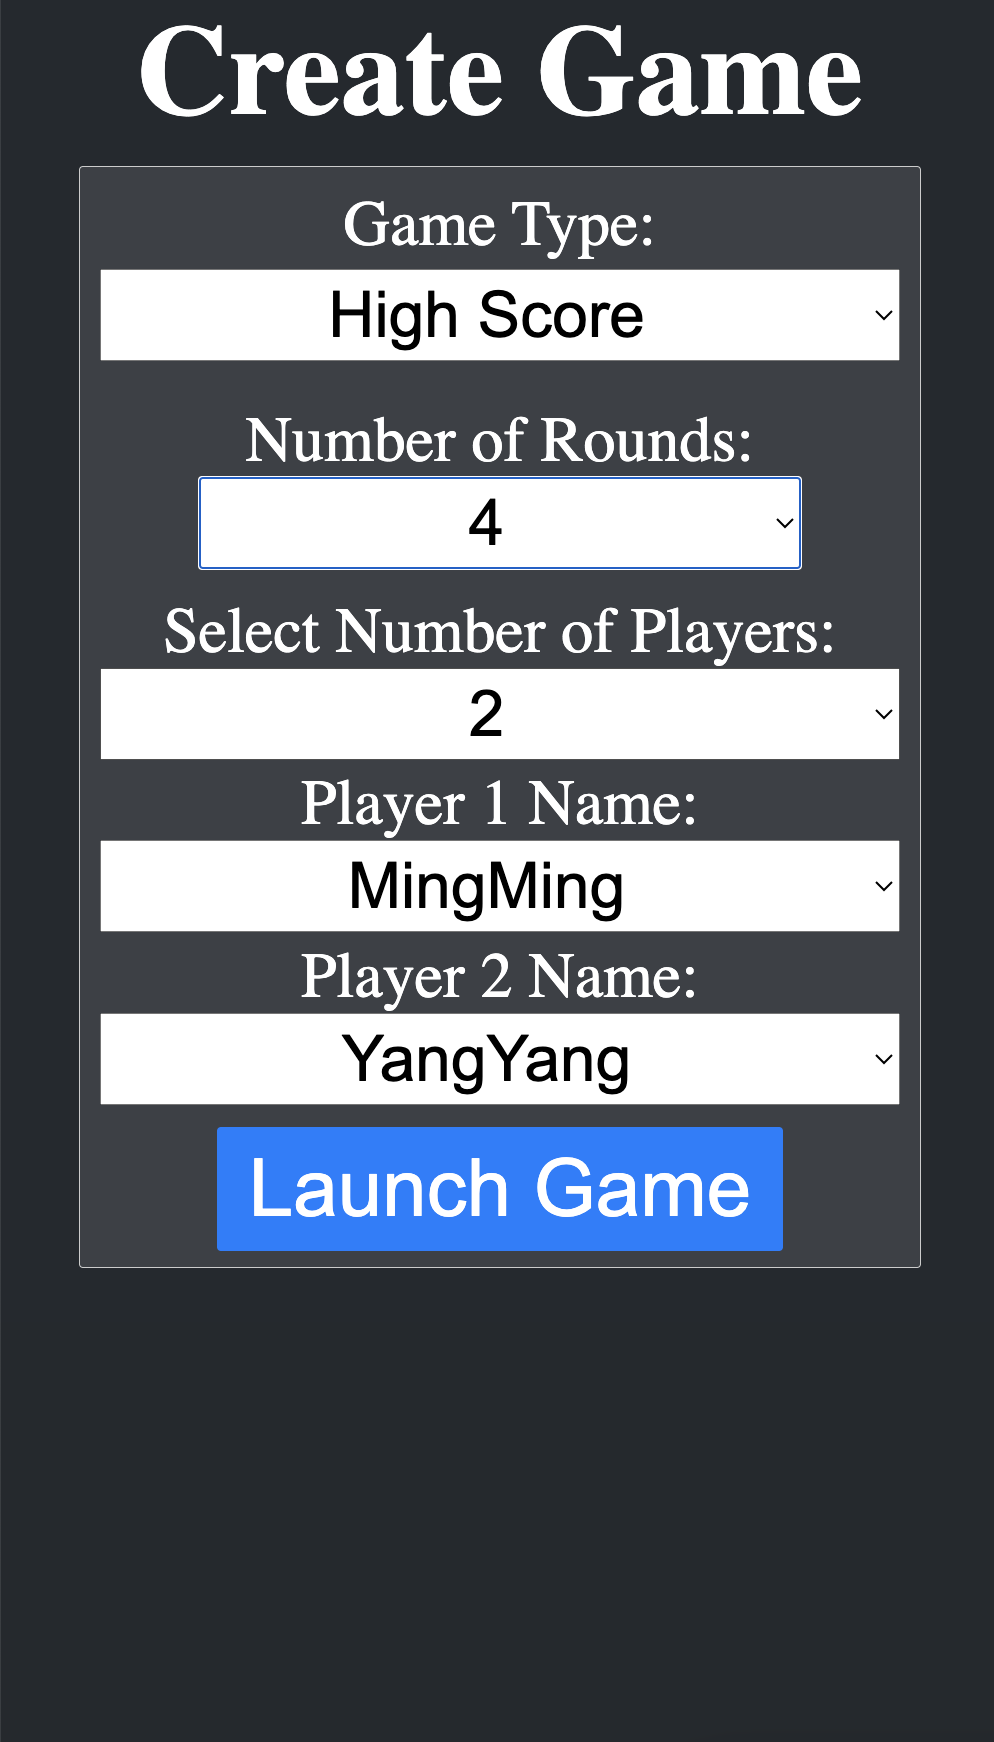 Create Game
Game Type:
High Score
Number of Rounds:
4
Select Number of Players:
2
Player 1 Name:
MingMing
Player 2 Name:
YangYang
Launch Game